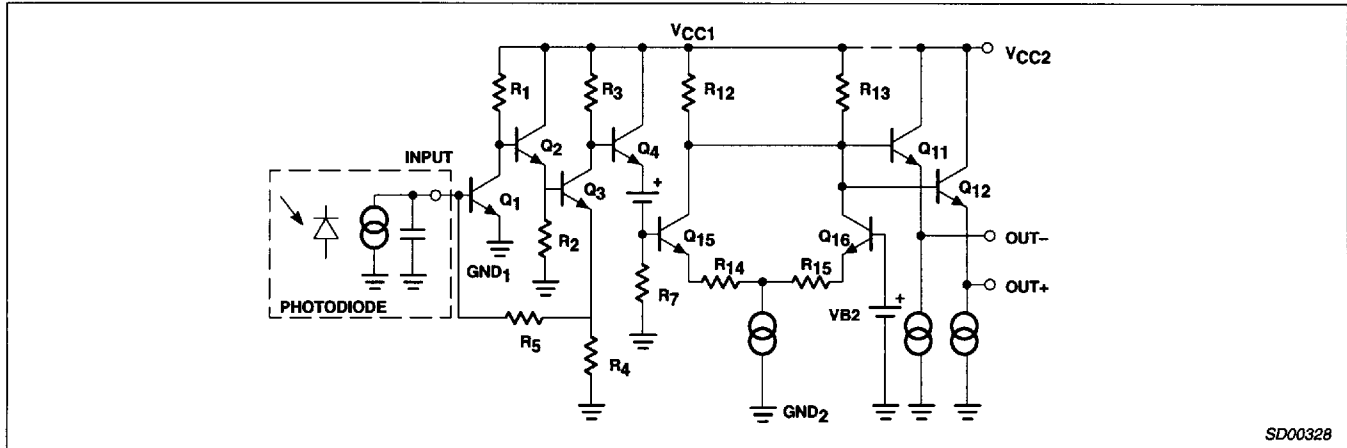 VCC1
VCC2
R1
R3
R12
R13
Q2
Q4
Q11
INPUT
Q12
Q1
Q3
+
Q15
Q16
OUT–
R2
GND1
R14
R15
R7
+
OUT+
PHOTODIODE
VB2
R5
R4
GND2
SD00328